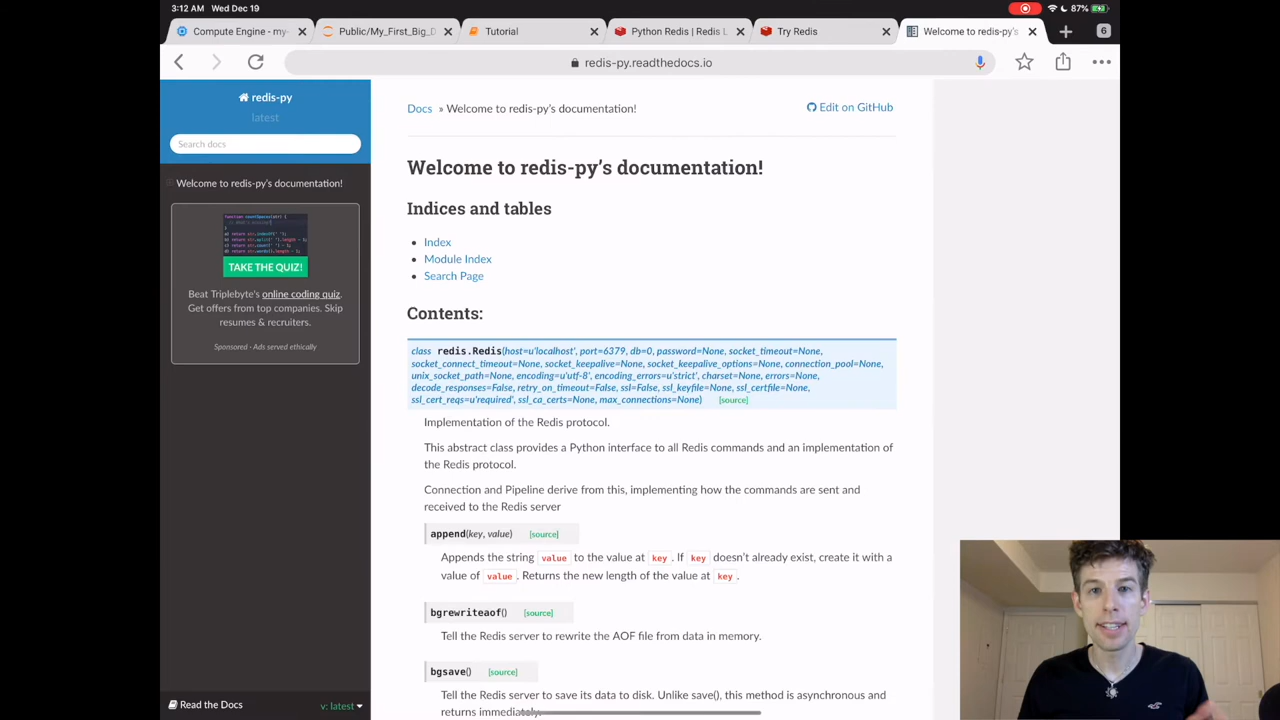 3:12 AM Wed Dec 19
87%
Compute Engine - my-
Public/My_First_Big_D
Tutorial
Python Redis | Redis L
Try Redis
Welcome to redis-py's
6
redis-py.readthedocs.io
redis-py
latest
Search docs
Welcome to redis-py's documentation!
TAKE THE QUIZ!
Beat Triplebyte's online coding quiz.
Get offers from top companies. Skip
resumes & recruiters.
Sponsored · Ads served ethically
Read the Docs
v: latest
Docs » Welcome to redis-py's documentation!
Edit on GitHub
Welcome to redis-py's documentation!
Indices and tables
Index
Module Index
Search Page
Contents:
class redis.Redis(host=u'localhost', port=6379, db=0, password=None, socket_timeout=None,
socket_connect_timeout=None, socket_keepalive=None, socket_keepalive_options=None, connection_pool=None,
unix_socket_path=None, encoding=u'utf-8', encoding_errors=u'strict', charset=None, errors=None,
decode_responses=False, retry_on_timeout=False, ssl=False, ssl_keyfile=None, ssl_certfile=None,
ssl_cert_reqs=u'required', ssl_ca_certs=None, max_connections=None) [source]
Implementation of the Redis protocol.
This abstract class provides a Python interface to all Redis commands and an implementation of
the Redis protocol.
Connection and Pipeline derive from this, implementing how the commands are sent and
received to the Redis server
append(key, value) [source]
Appends the string value to the value at key. If key doesn't already exist, create it with a
value of value. Returns the new length of the value at key.
bgrewriteaof() [source]
Tell the Redis server to rewrite the AOF file from data in memory.
bgsave() [source]
Tell the Redis server to save its data to disk. Unlike save(), this method is asynchronous and
returns immediately.